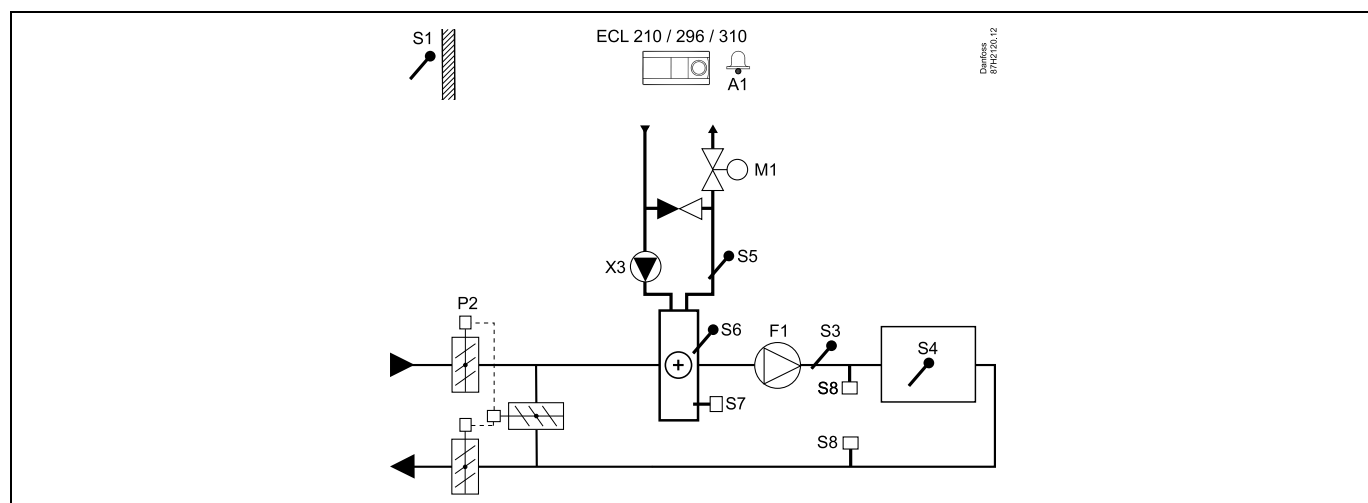 S1
ECL 210 / 296 / 310
A1
Danfoss
87H2120.12
M1
X3
S5
P2
S6
F1
S3
S4
S8
S7
S8